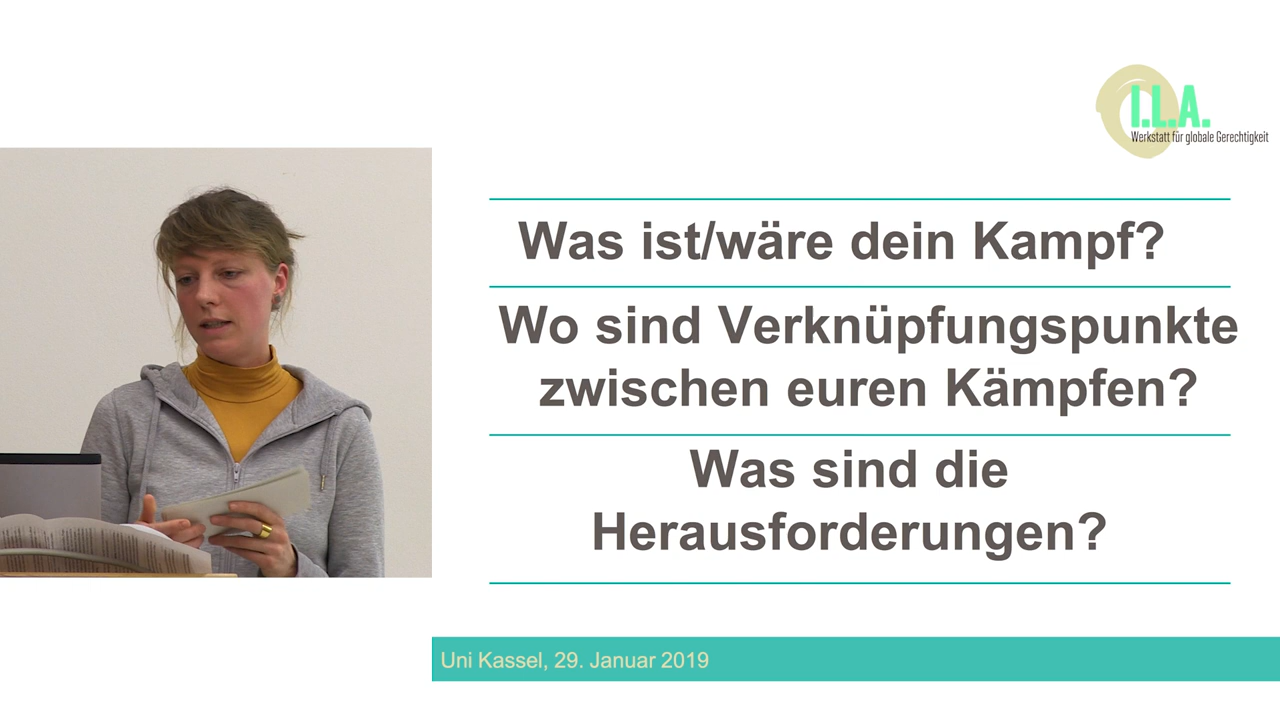 I.L.A.
Werkstatt für globale Gerechtigkeit
Was ist/wäre dein Kampf?
Wo sind Verknüpfungspunkte
zwischen euren Kämpfen?
Was sind die
Herausforderungen?
Uni Kassel, 29. Januar 2019